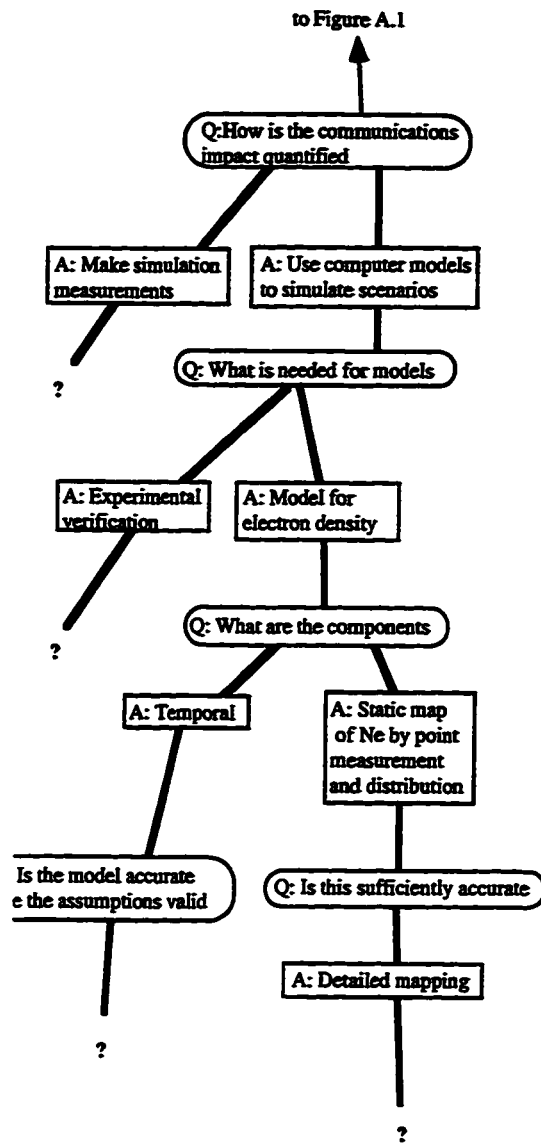 to Figure A.1
Q:How is the communications
impact quantified
A: Make simulation
measurements
A: Use computer models
to simulate scenarios
?
Q: What is needed for models
A: Experimental
verification
A: Model for
electron density
?
Q: What are the components
A: Temporal
A: Static map
of Ne by point
measurement
and distribution
Is the model accurate
e the assumptions valid
Q: Is this sufficiently accurate
A: Detailed mapping
?
?